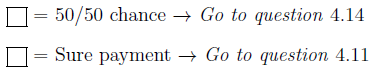 □ = 50/50 chance → Go to question 4.14
□ = Sure payment → Go to question 4.11